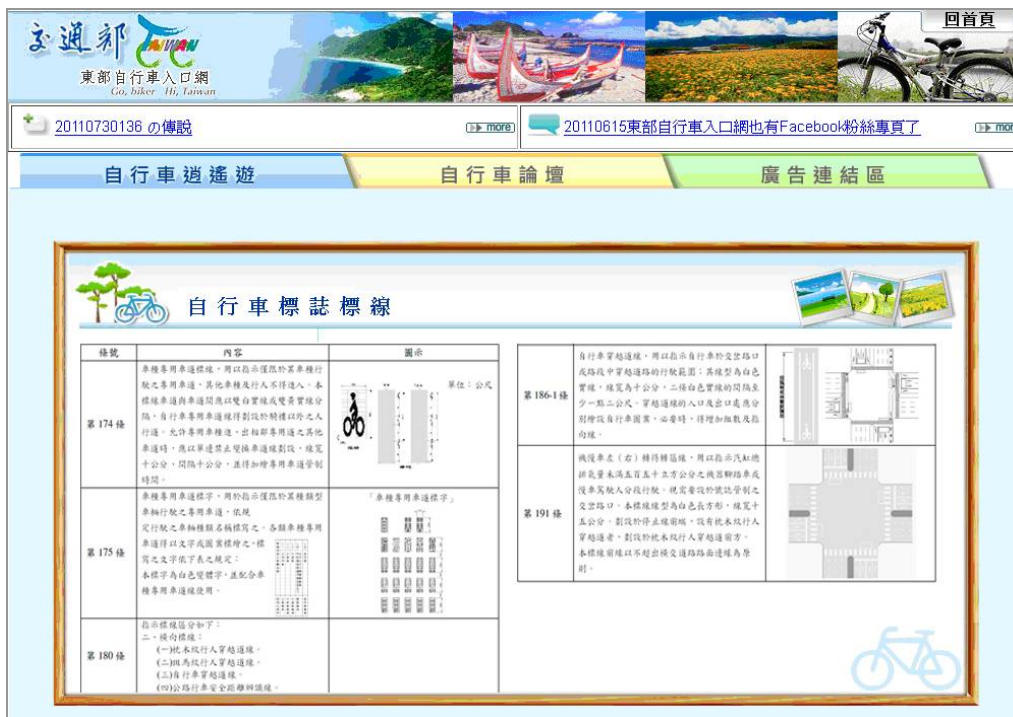 交通部
TAIWAN
東部自行車入口網
Go, biker Hi, Taiwan
回首頁
20110730136 の傳說
more
20110615東部自行車入口網也有Facebook粉絲專頁了
自行車逍遙遊
自行車論壇
廣告連結區
自行車標誌標線
條號 內容 圖示
第 174 條
車種專用車道標線，用以指示僅限於某車種行
駛之專用車道，其他車種及行人不得進入。本
標線車道與車道間應以雙白實線或雙黃實線分
隔，自行車專用車道線得劃設於騎樓以外之人
行道。允許專用車種進、出相鄰專用道之其他
車道時，應以單邊禁止變換車道線劃設，線寬
十公分，間隔十公分，並得加繪專用車道管制
時間。
單位：公尺
第 175 條
車種專用車道標字，用於指示僅限於某種類型
車輛行駛之專用車道，依規
定行駛之車輛種類名稱標寫之。各類車種專用
車道得以文字或圖案標繪之，標
寫之文字依下表之規定：
本標字為白色變體字，並配合車
種專用車道線使用。
「車種專用車道標字」
第 180 條
指示標線區分如下：
二、橫向標線：
(一)枕木紋行人穿越道線。
(二)斑馬紋行人穿越道線。
(三)自行車穿越道線。
(四)公路行車安全距離辨識線。
第 186-1 條
自行車穿越道線，用以指示自行車於交岔路口
或路段中穿越道路的行駛範圍；其線型為白色
實線，線寬為十公分，二條白色實線的間隔至
少一點二公尺。穿越道線的入口及出口處應分
別繪設自行車圖案，必要時，得增加組數及指
向線。
第 191 條
機慢車左（右）轉待轉區線，用以指示汽缸總
排氣量未滿五百五十立方公分之機器腳踏車或
慢車駕駛人分段行駛。視需要設於號誌管制之
交岔路口。本標線線型為白色長方形，線寬十
五公分。劃設於停止線前端，設有枕木紋行人
穿越道者，劃設於枕木紋行人穿越道前方。
本標線前緣以不超出橫交道路路面邊緣為原
則。